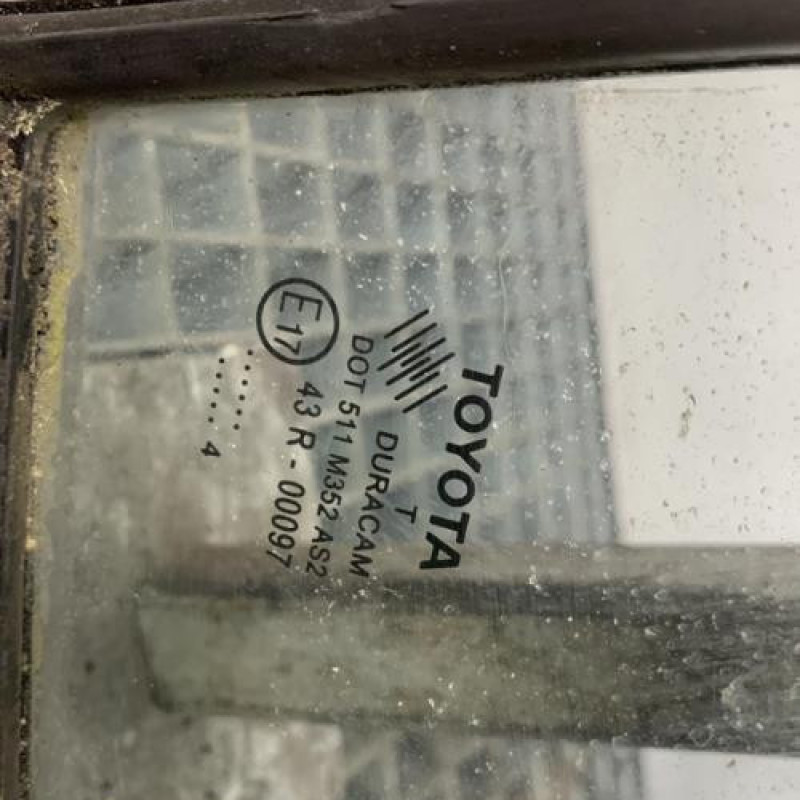 TOYOTA
T
DURACAM
DOT 511 M352 AS2
E17 43 R - 00097
....... 4
.......